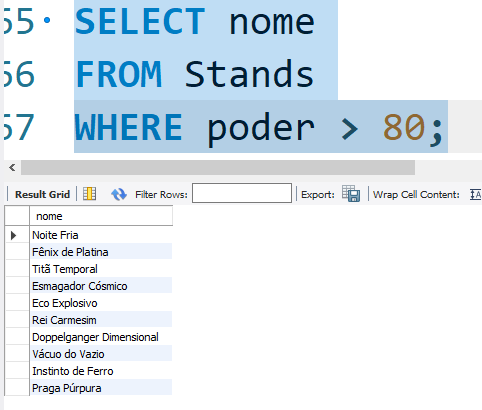 55 SELECT nome
56 FROM Stands
57 WHERE poder > 80;
Result Grid Filter Rows: Export: Wrap Cell Content:
nome
Noite Fria
Fênix de Platina
Titã Temporal
Esmagador Cósmico
Eco Explosivo
Rei Carmesim
Doppelganger Dimensional
Vácuo do Vazio
Instinto de Ferro
Praga Púrpura